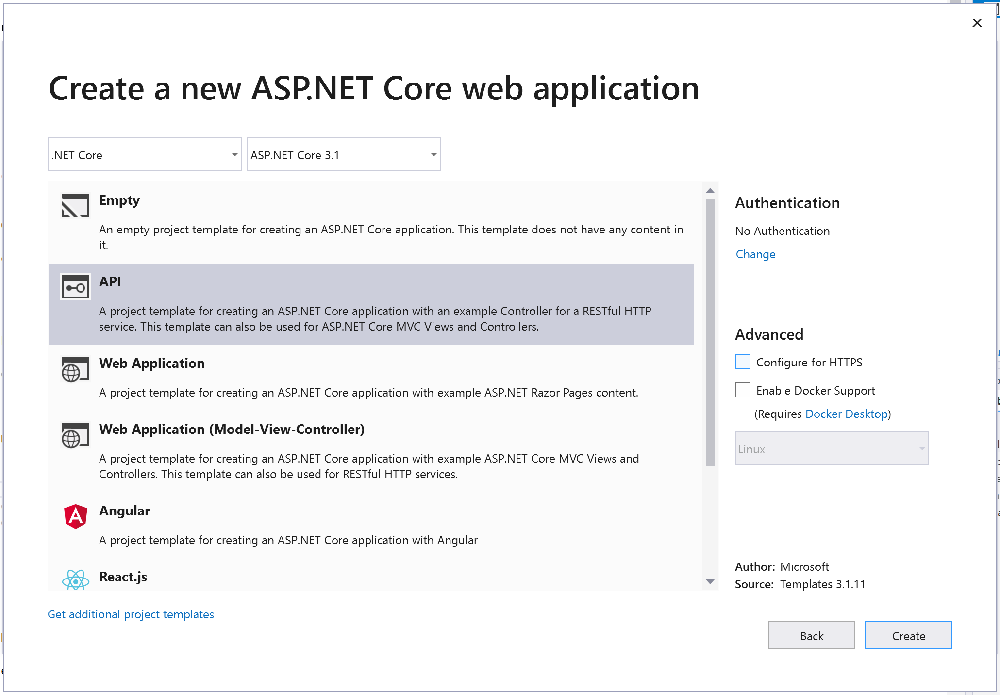 Create a new ASP.NET Core web application
.NET Core
ASP.NET Core 3.1
Empty
An empty project template for creating an ASP.NET Core application. This template does not have any content in
it.
API
A project template for creating an ASP.NET Core application with an example Controller for a RESTful HTTP
service. This template can also be used for ASP.NET Core MVC Views and Controllers.
Web Application
A project template for creating an ASP.NET Core application with example ASP.NET Razor Pages content.
Web Application (Model-View-Controller)
A project template for creating an ASP.NET Core application with example ASP.NET Core MVC Views and
Controllers. This template can also be used for RESTful HTTP services.
Angular
A project template for creating an ASP.NET Core application with Angular
React.js
Get additional project templates
Authentication
No Authentication
Change
Advanced
Configure for HTTPS
Enable Docker Support
(Requires Docker Desktop)
Linux
Author: Microsoft
Source: Templates 3.1.11
Back
Create